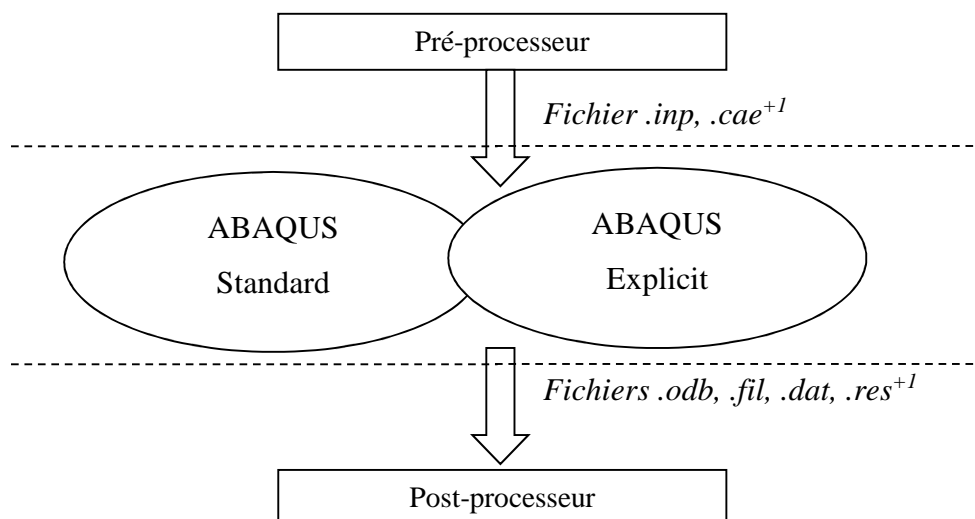 Pré-processeur
Fichier .inp, .cae+1
ABAQUS
Standard
ABAQUS
Explicit
Fichiers .odb, .fil, .dat, .res+1
Post-processeur